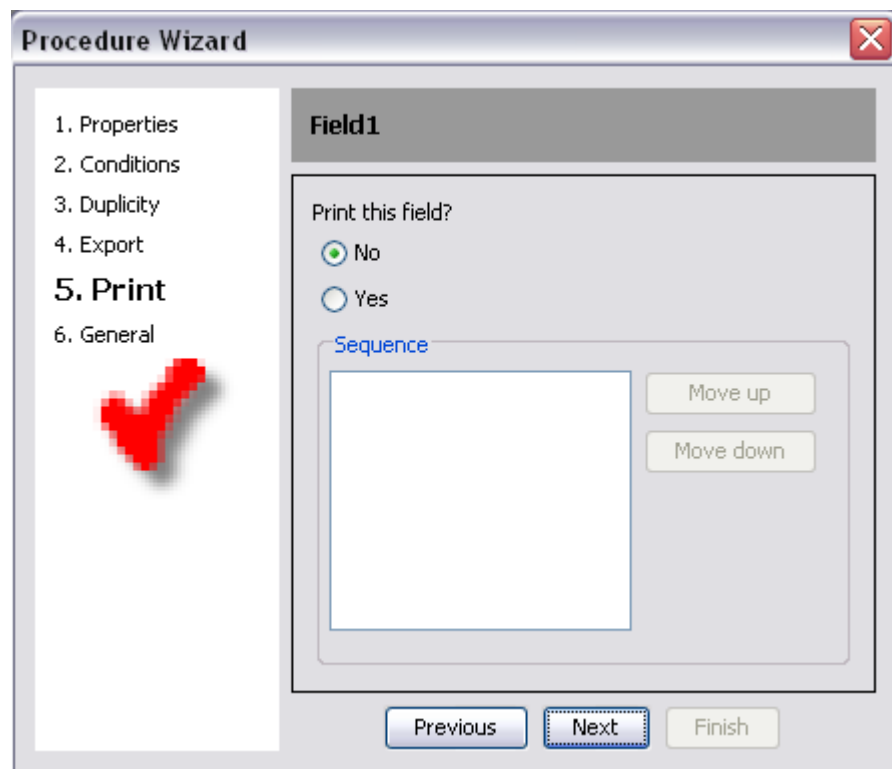 Procedure Wizard
1. Properties
2. Conditions
3. Duplicity
4. Export
5. Print
6. General
Field1
Print this field?
No
Yes
Sequence
Move up
Move down
Previous
Next
Finish